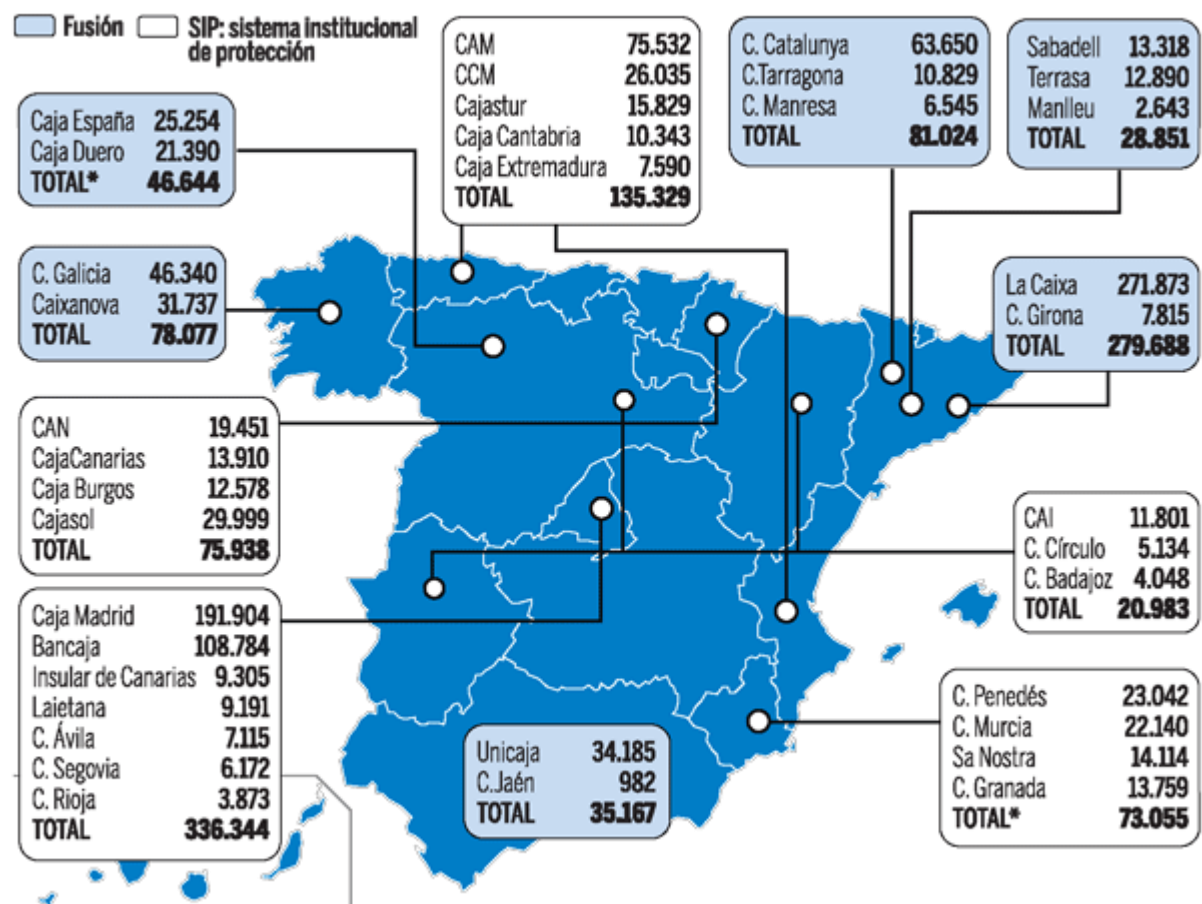 Fusión
SIP: sistema institucional
de protección
Caja España 25.254
Caja Duero 21.390
TOTAL* 46.644
CAM 75.532
CCM 26.035
Cajastur 15.829
Caja Cantabria 10.343
Caja Extremadura 7.590
TOTAL 135.329
C. Catalunya 63.650
C.Tarragona 10.829
C. Manresa 6.545
TOTAL 81.024
Sabadell 13.318
Terrasa 12.890
Manlleu 2.643
TOTAL 28.851
C. Galicia 46.340
Caixanova 31.737
TOTAL 78.077
La Caixa 271.873
C. Girona 7.815
TOTAL 279.688
CAN 19.451
CajaCanarias 13.910
Caja Burgos 12.578
Cajasol 29.999
TOTAL 75.938
CAI 11.801
C. Círculo 5.134
C. Badajoz 4.048
TOTAL 20.983
Caja Madrid 191.904
Bancaja 108.784
Insular de Canarias 9.305
Laietana 9.191
C. Ávila 7.115
C. Segovia 6.172
C. Rioja 3.873
TOTAL 336.344
Unicaja 34.185
C.Jaén 982
TOTAL 35.167
C. Penedés 23.042
C. Murcia 22.140
Sa Nostra 14.114
C. Granada 13.759
TOTAL* 73.055